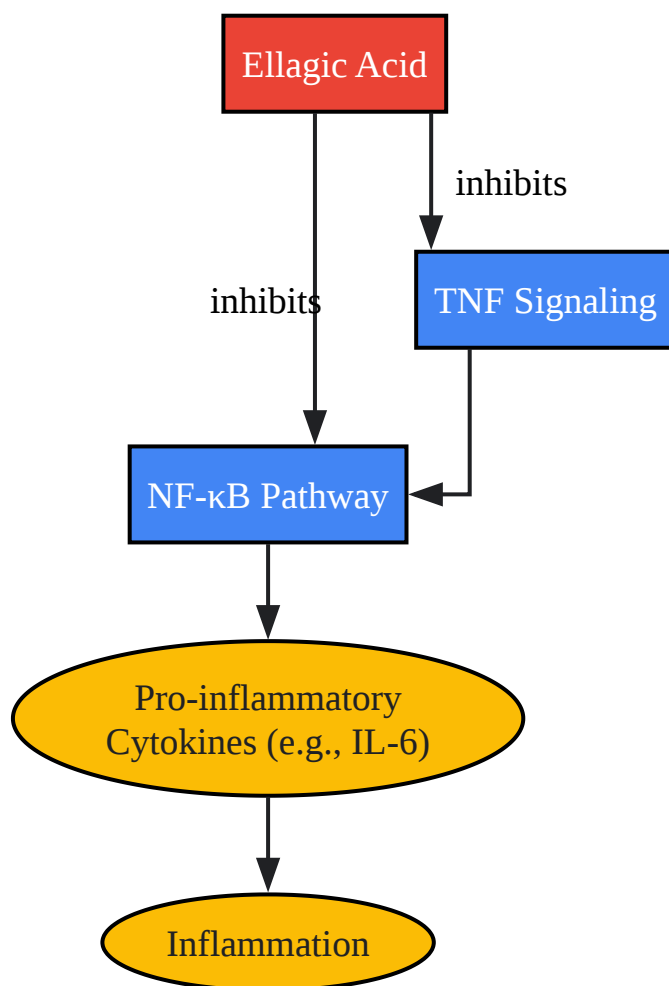 Ellagic Acid
inhibits
TNF Signaling
inhibits
NF-κB Pathway
Pro-inflammatory
Cytokines (e.g., IL-6)
Inflammation